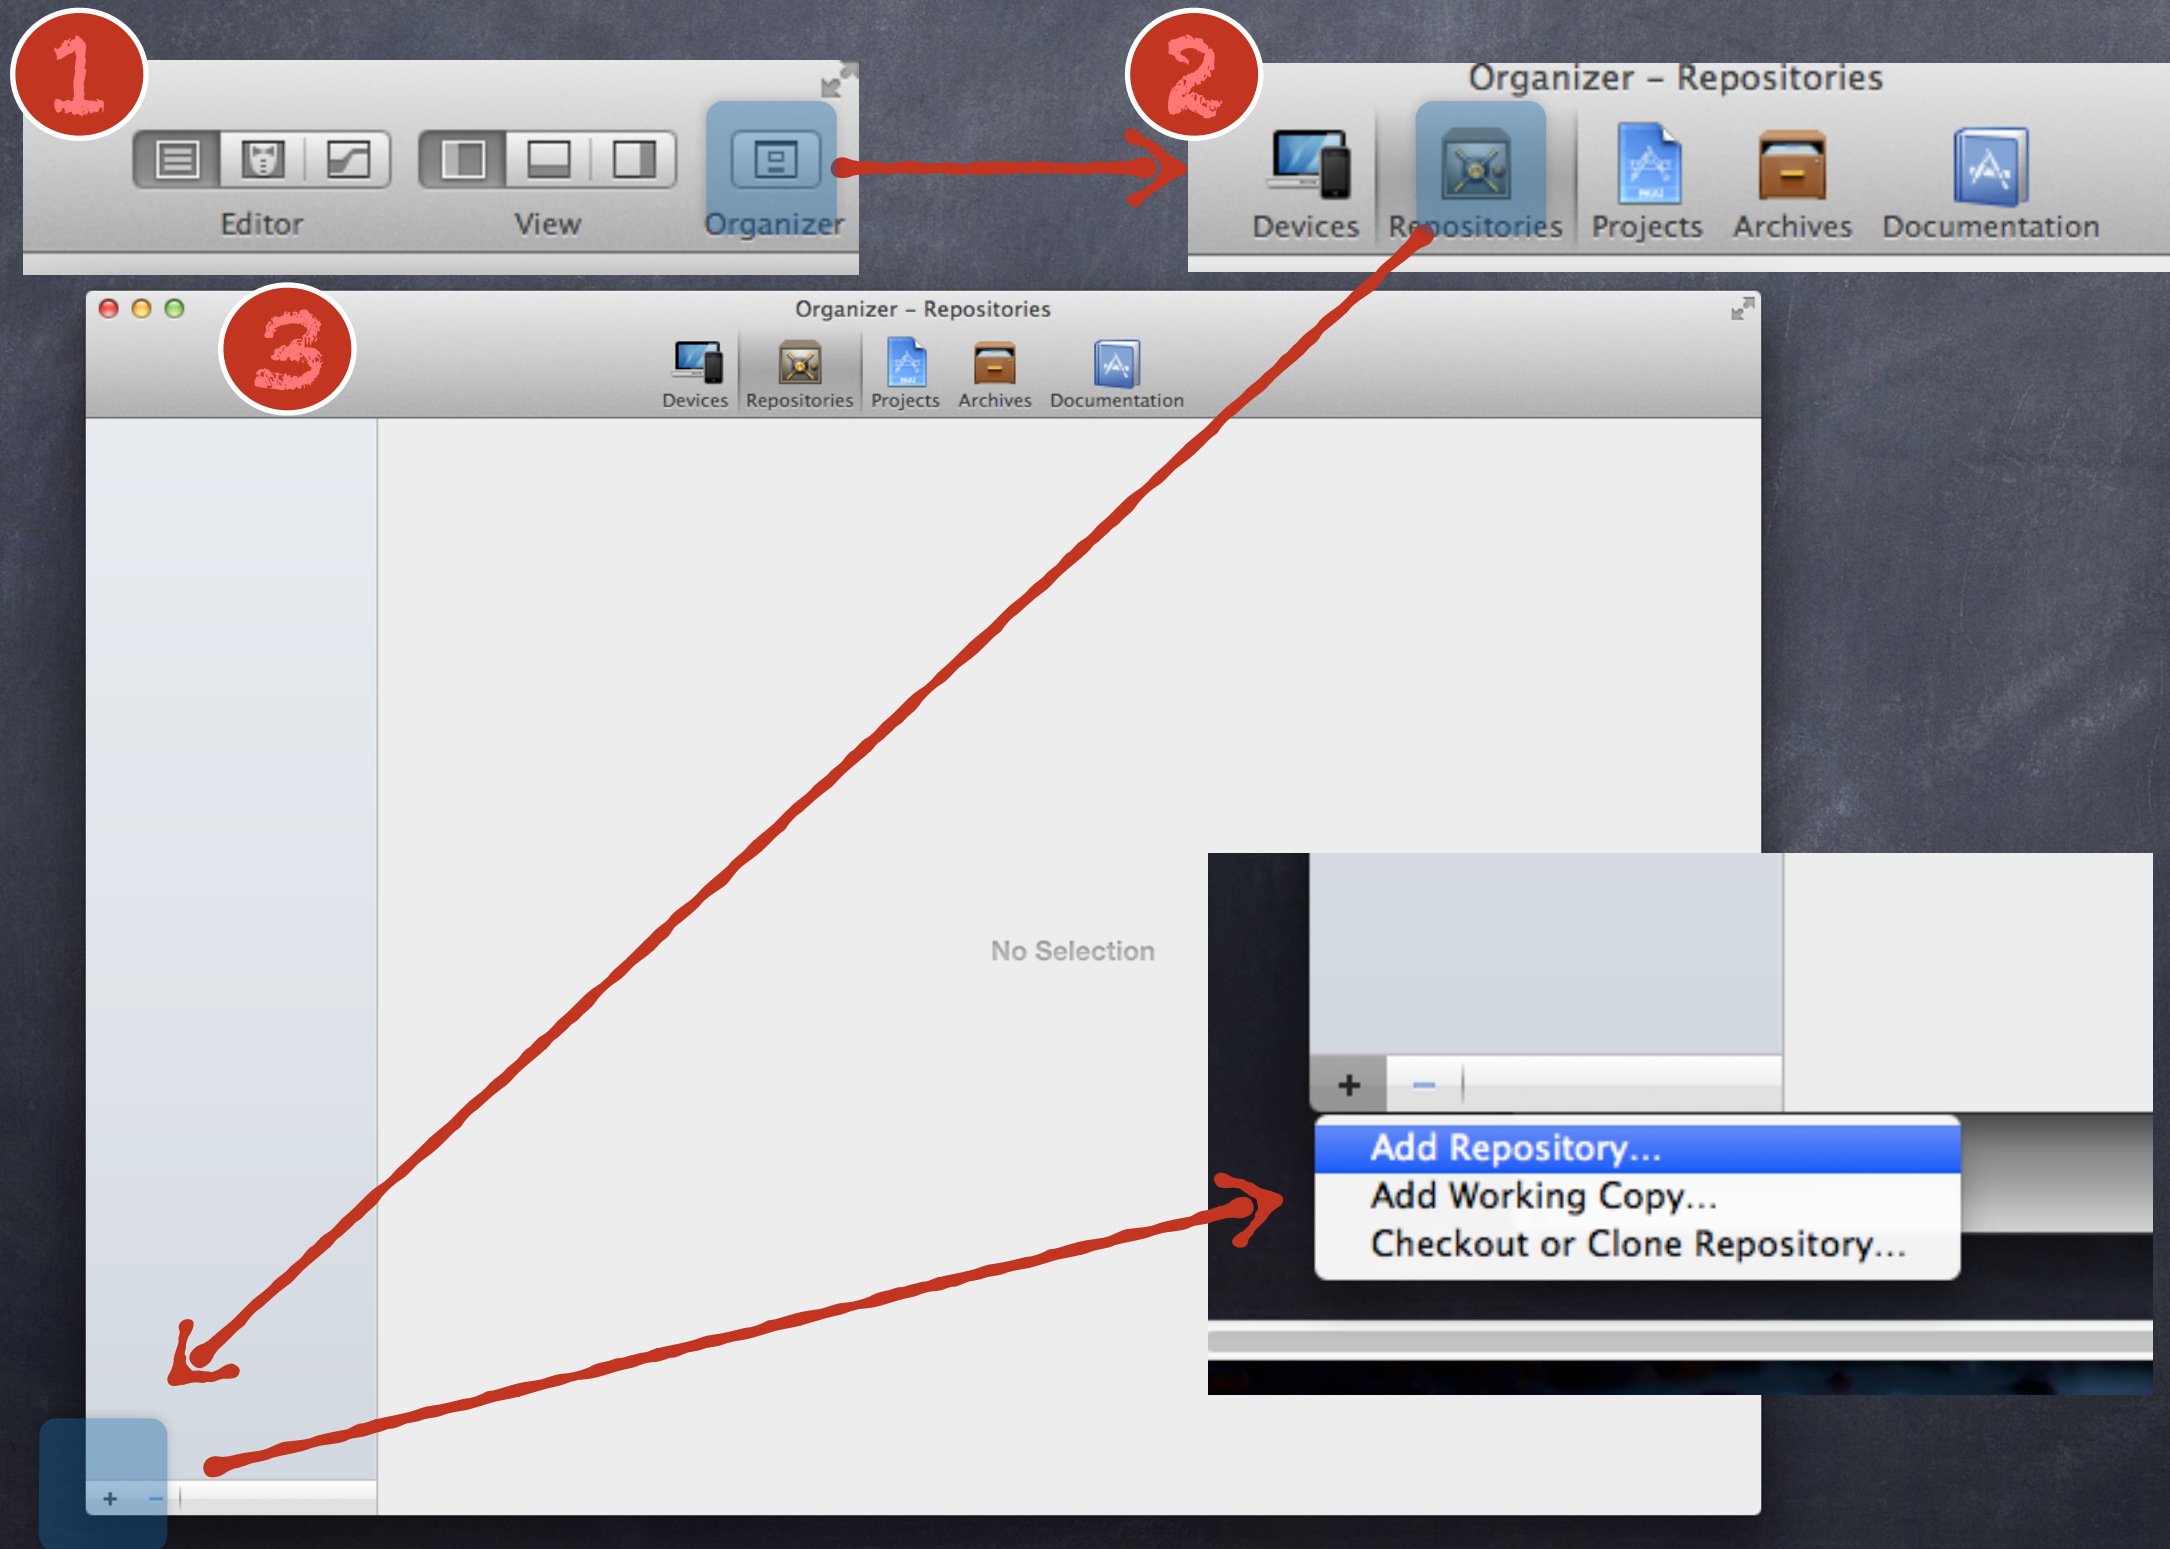 1
Editor
View
Organizer
2
Organizer – Repositories
Devices
Repositories
Projects
Archives
Documentation
3
Organizer – Repositories
Devices
Repositories
Projects
Archives
Documentation
No Selection
+ –
+ –
Add Repository...
Add Working Copy...
Checkout or Clone Repository...